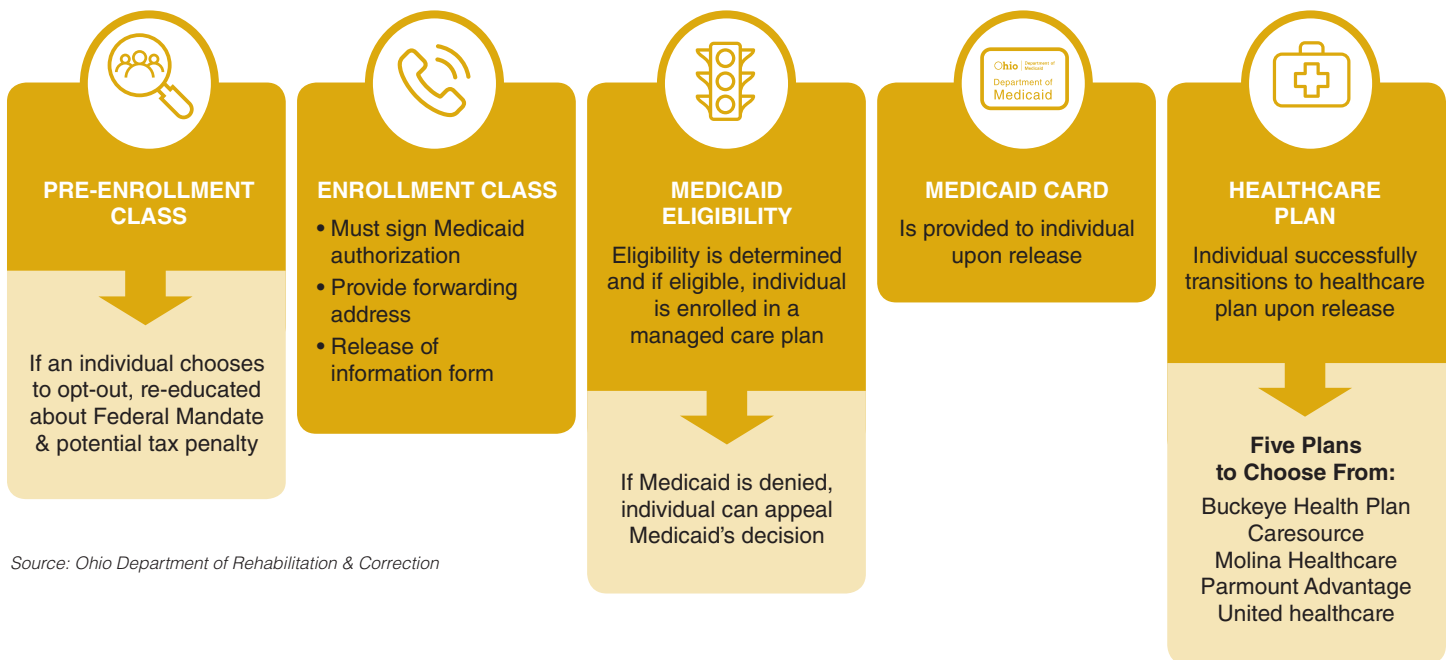 PRE-ENROLLMENT
CLASS
If an individual chooses
to opt-out, re-educated
about Federal Mandate
& potential tax penalty
ENROLLMENT CLASS
• Must sign Medicaid
authorization
• Provide forwarding
address
• Release of
information form
MEDICAID
ELIGIBILITY
Eligibility is determined
and if eligible, individual
is enrolled in a
managed care plan
If Medicaid is denied,
individual can appeal
Medicaid’s decision
Ohio Department of
Medicaid
Department of
Medicaid
MEDICAID CARD
Is provided to individual
upon release
HEALTHCARE
PLAN
Individual successfully
transitions to healthcare
plan upon release
Five Plans
to Choose From:
Buckeye Health Plan
Caresource
Molina Healthcare
Parmount Advantage
United healthcare
Source: Ohio Department of Rehabilitation & Correction